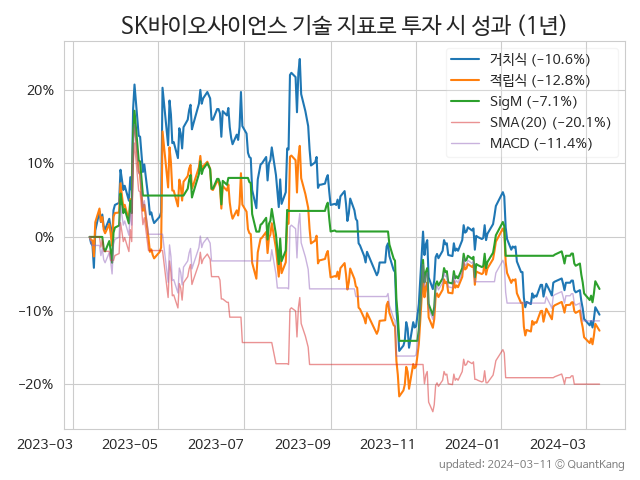 SK바이오사이언스 기술 지표로 투자 시 성과 (1년)
거치식 (−10.6%)
적립식 (−12.8%)
SigM (−7.1%)
SMA(20) (−20.1%)
MACD (−11.4%)
20%
10%
0%
−10%
−20%
2023−03 2023−05 2023−07 2023−09 2023−11 2024−01 2024−03
updated: 2024−03−11 ⓒ QuantKang